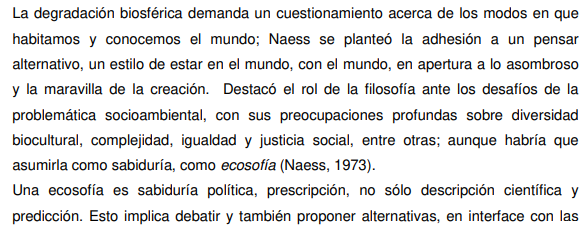 La degradación biosférica demanda un cuestionamiento acerca de los modos en que
habitamos y conocemos el mundo; Naess se planteó la adhesión a un pensar
alternativo, un estilo de estar en el mundo, con el mundo, en apertura a lo asombroso
y la maravilla de la creación. Destacó el rol de la filosofía ante los desafíos de la
problemática socioambiental, con sus preocupaciones profundas sobre diversidad
biocultural, complejidad, igualdad y justicia social, entre otras; aunque habría que
asumirla como sabiduría, como ecosofía (Naess, 1973).
Una ecosofía es sabiduría política, prescripción, no sólo descripción científica y
predicción. Esto implica debatir y también proponer alternativas, en interface con las